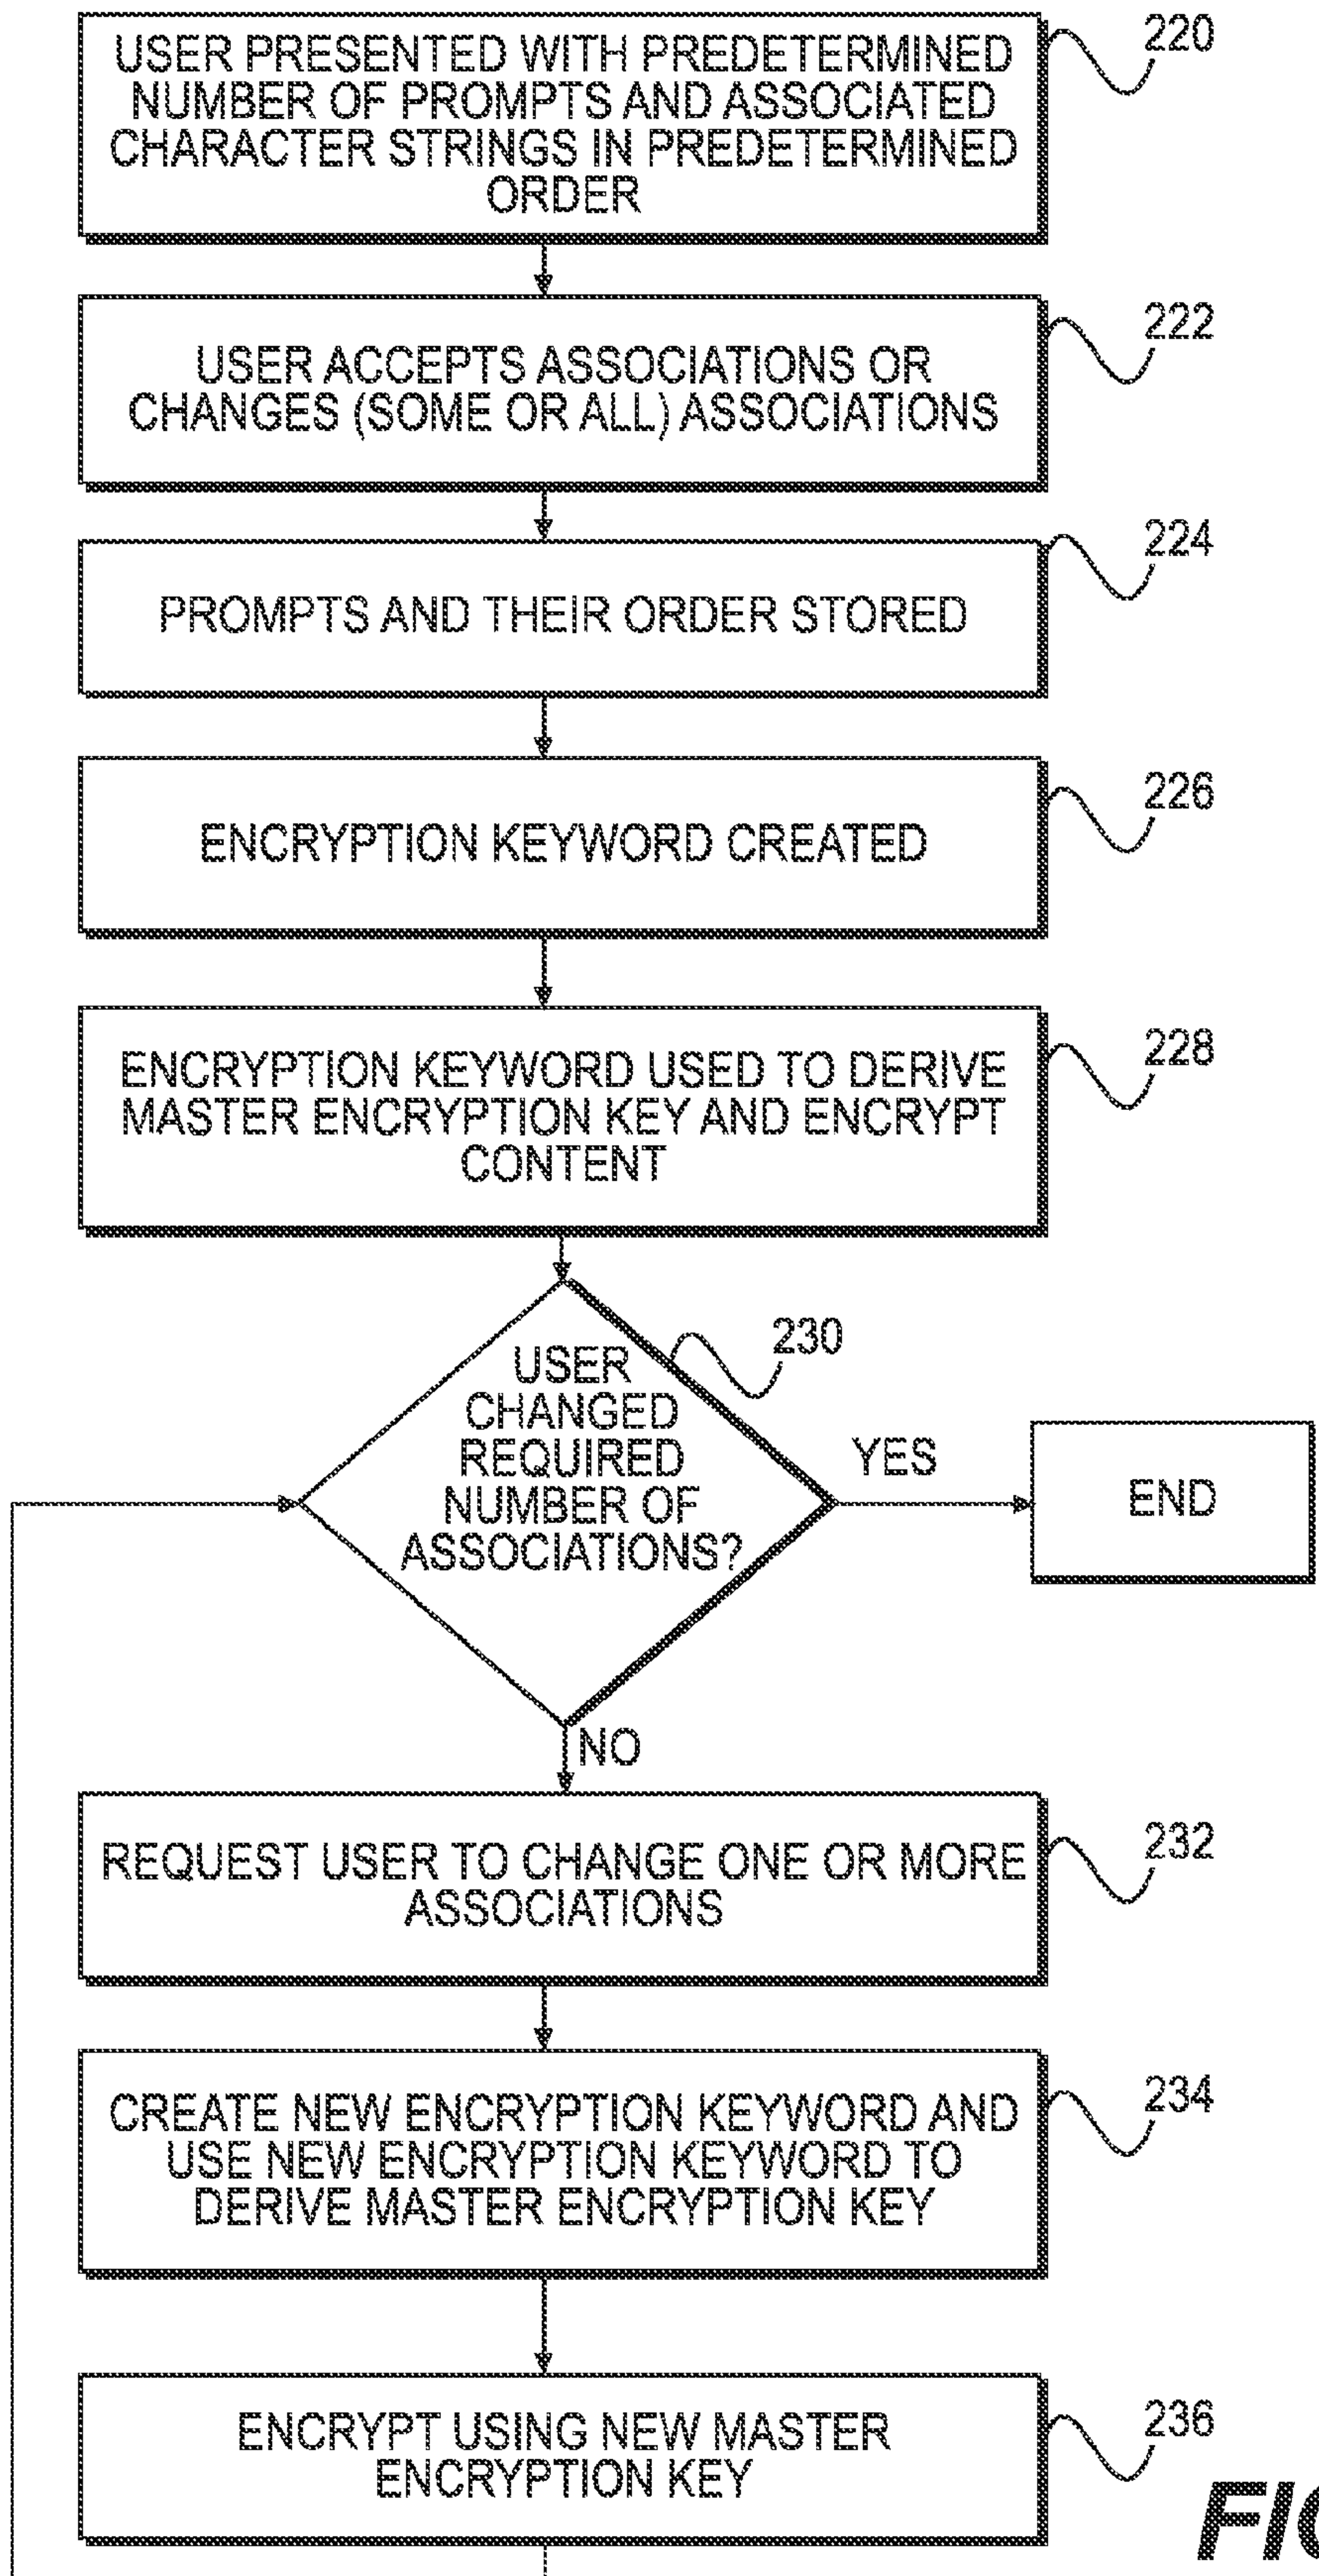 USER PRESENTED WITH PREDETERMINED
NUMBER OF PROMPTS AND ASSOCIATED
CHARACTER STRINGS IN PREDETERMINED
ORDER
220
USER ACCEPTS ASSOCIATIONS OR
CHANGES (SOME OR ALL) ASSOCIATIONS
222
PROMPTS AND THEIR ORDER STORED
224
ENCRYPTION KEYWORD CREATED
226
ENCRYPTION KEYWORD USED TO DERIVE
MASTER ENCRYPTION KEY AND ENCRYPT
CONTENT
228
USER
CHANGED
REQUIRED
NUMBER OF
ASSOCIATIONS?
230
YES
END
NO
REQUEST USER TO CHANGE ONE OR MORE
ASSOCIATIONS
232
CREATE NEW ENCRYPTION KEYWORD AND
USE NEW ENCRYPTION KEYWORD TO
DERIVE MASTER ENCRYPTION KEY
234
ENCRYPT USING NEW MASTER
ENCRYPTION KEY
236